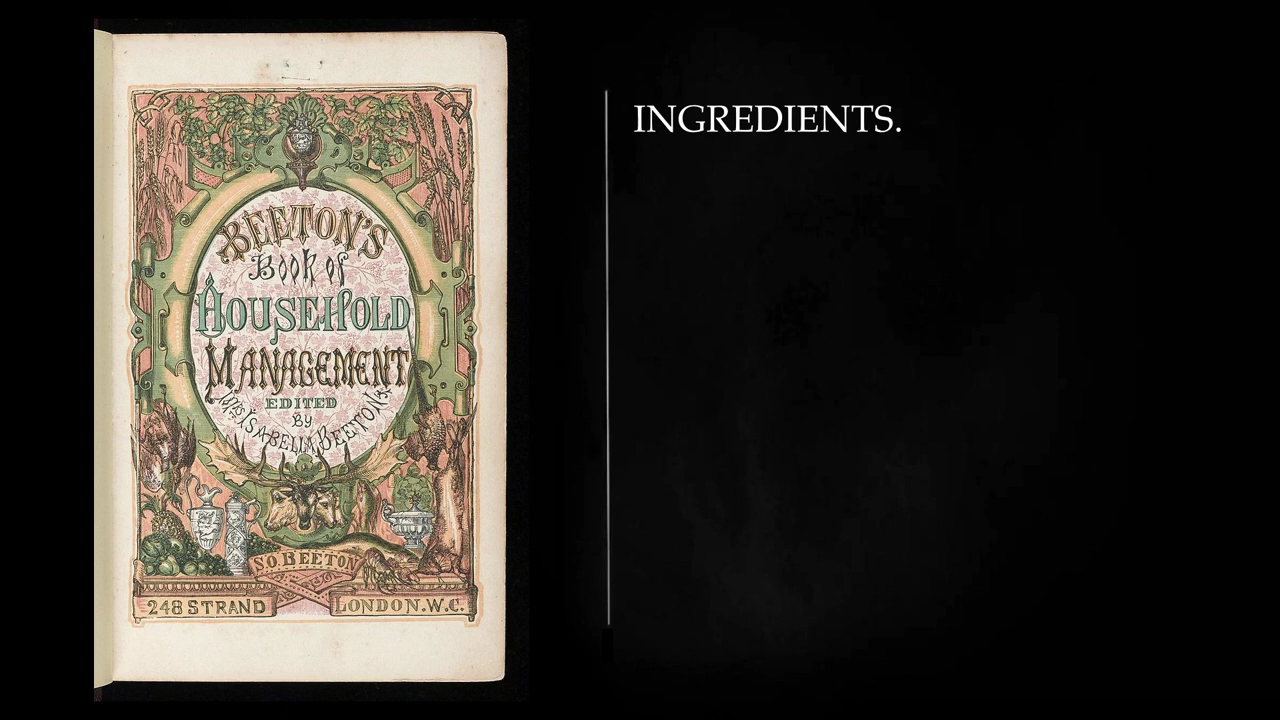 BEETON'S
Book of
HOUSEHOLD
MANAGEMENT
EDITED
BY
MRS ISABELLA BEETON
S.O. BEETON
248 STRAND
LONDON. W.C.
INGREDIENTS.